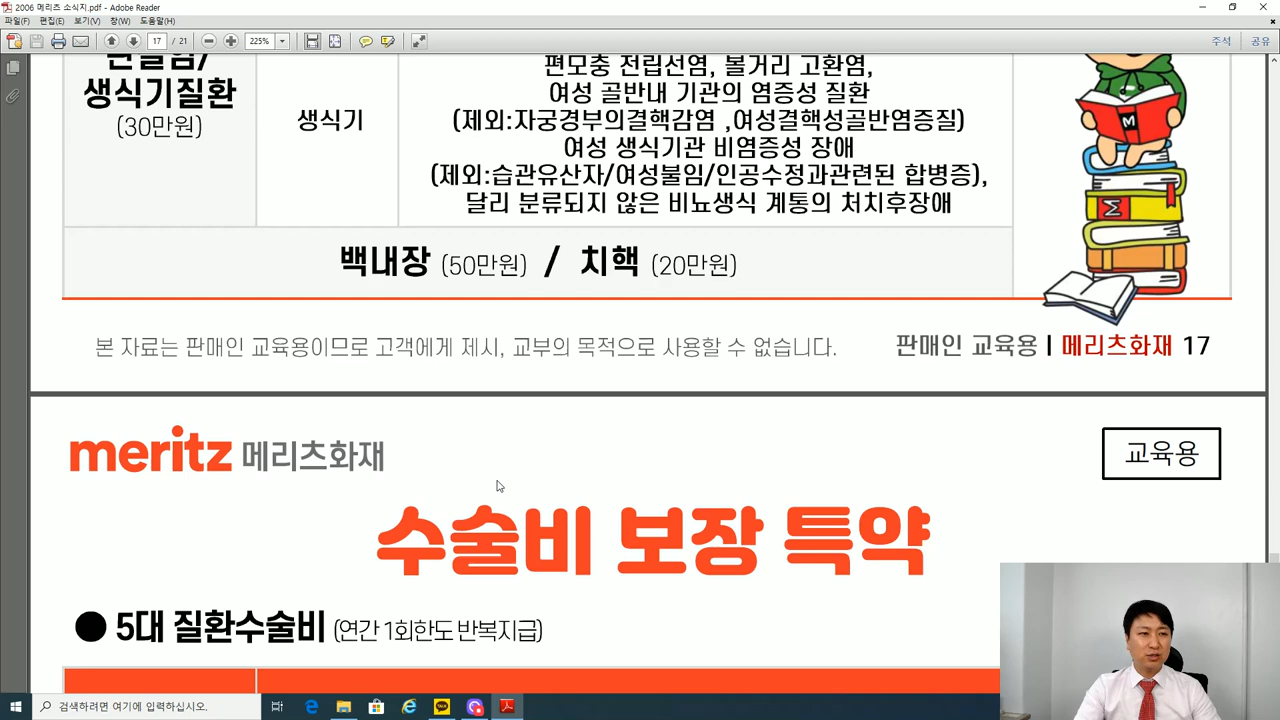 2006 메리츠 소식지.pdf - Adobe Reader
파일(F) 편집(E) 보기(V) 창(W) 도움말(H)
17 / 21 225% 주석 공유
생식기질환
(30만원)
생식기
편모충 전립선염, 볼거리 고환염,
여성 골반내 기관의 염증성 질환
(제외:자궁경부의결핵감염 ,여성결핵성골반염증질)
여성 생식기관 비염증성 장애
(제외:습관유산자/여성불임/인공수정과관련된 합병증),
달리 분류되지 않은 비뇨생식 계통의 처치후장애
백내장 (50만원) / 치핵 (20만원)
본 자료는 판매인 교육용이므로 고객에게 제시, 교부의 목적으로 사용할 수 없습니다.
판매인 교육용 | 메리츠화재 17
meritz 메리츠화재
교육용
수술비 보장 특약
● 5대 질환수술비 (연간 1회한도 반복지급)
검색하려면 여기에 입력하십시오.